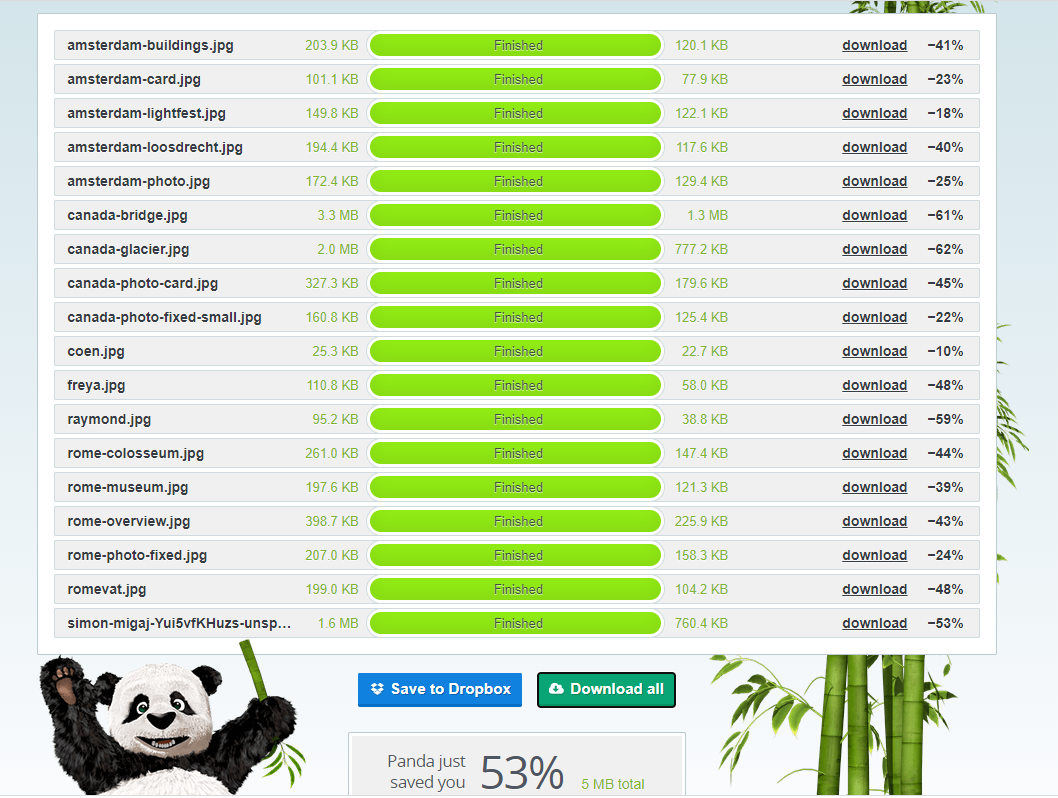 amsterdam-buildings.jpg 203.9 KB Finished 120.1 KB download −41%
amsterdam-card.jpg 101.1 KB Finished 77.9 KB download −23%
amsterdam-lightfest.jpg 149.8 KB Finished 122.1 KB download −18%
amsterdam-loosdrecht.jpg 194.4 KB Finished 117.6 KB download −40%
amsterdam-photo.jpg 172.4 KB Finished 129.4 KB download −25%
canada-bridge.jpg 3.3 MB Finished 1.3 MB download −61%
canada-glacier.jpg 2.0 MB Finished 777.2 KB download −62%
canada-photo-card.jpg 327.3 KB Finished 179.6 KB download −45%
canada-photo-fixed-small.jpg 160.8 KB Finished 125.4 KB download −22%
coen.jpg 25.3 KB Finished 22.7 KB download −10%
freya.jpg 110.8 KB Finished 58.0 KB download −48%
raymond.jpg 95.2 KB Finished 38.8 KB download −59%
rome-colosseum.jpg 261.0 KB Finished 147.4 KB download −44%
rome-museum.jpg 197.6 KB Finished 121.3 KB download −39%
rome-overview.jpg 398.7 KB Finished 225.9 KB download −43%
rome-photo-fixed.jpg 207.0 KB Finished 158.3 KB download −24%
romevat.jpg 199.0 KB Finished 104.2 KB download −48%
simon-migaj-Yui5vfKHuzs-unsp... 1.6 MB Finished 760.4 KB download −53%
Save to Dropbox Download all
Panda just
saved you 53% 5 MB total